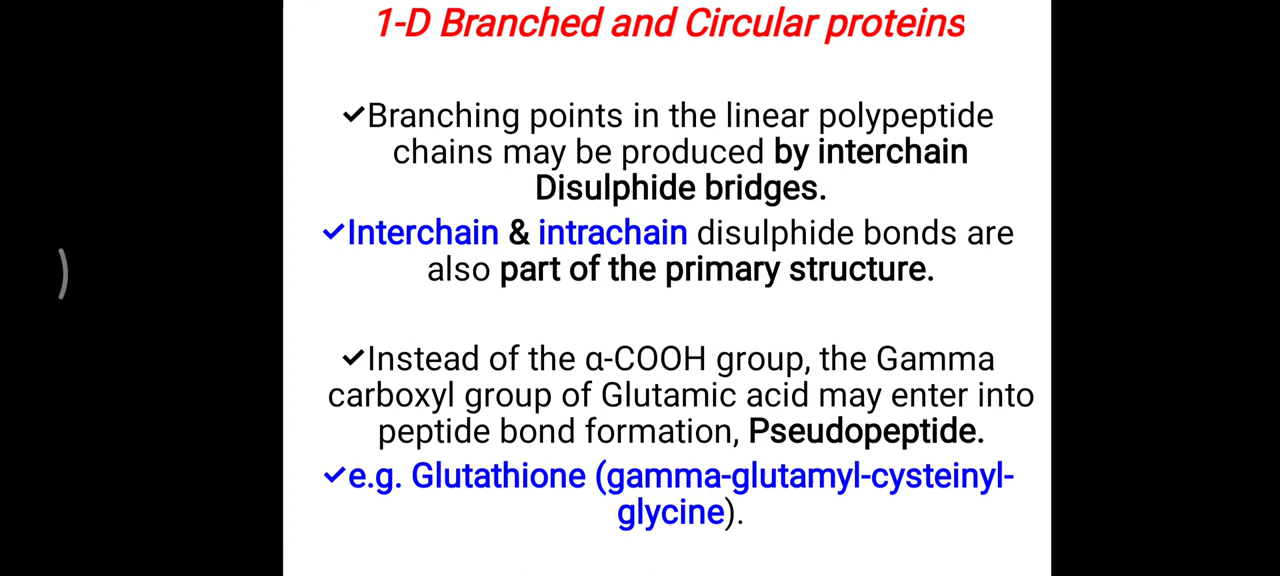 1-D Branched and Circular proteins
✓Branching points in the linear polypeptide
chains may be produced by interchain
Disulphide bridges.
✓Interchain & intrachain disulphide bonds are
also part of the primary structure.
✓Instead of the α-COOH group, the Gamma
carboxyl group of Glutamic acid may enter into
peptide bond formation, Pseudopeptide.
✓e.g. Glutathione (gamma-glutamyl-cysteinyl-
glycine).